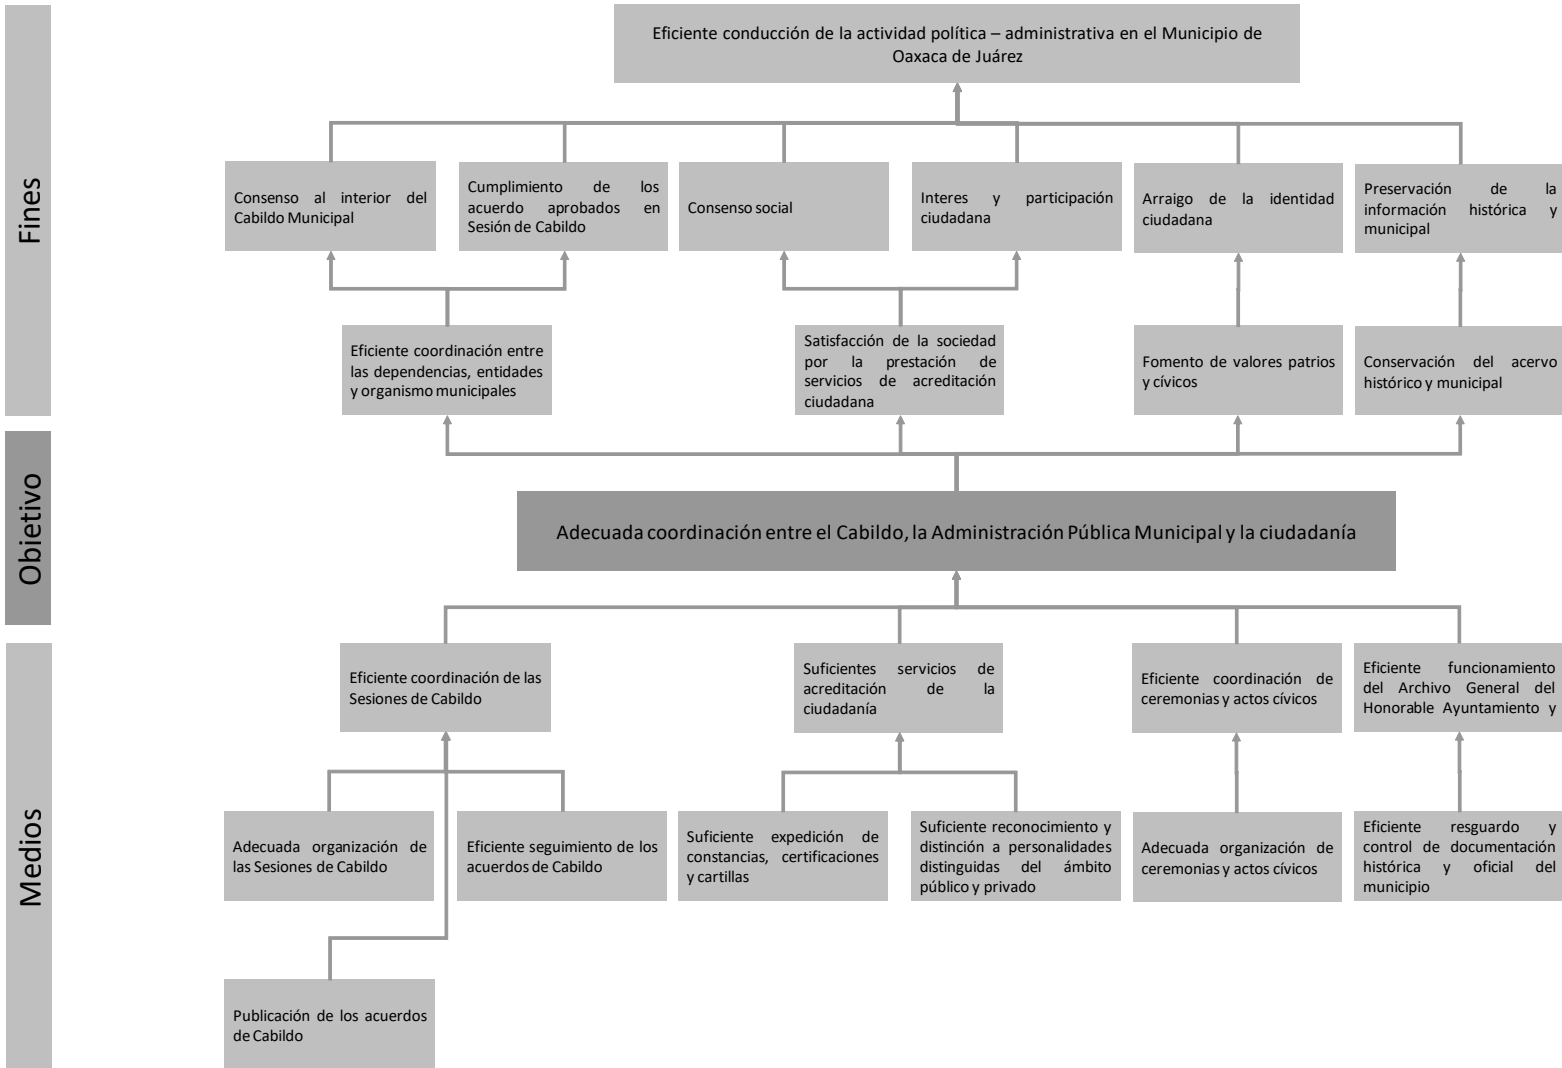 Fines
Eficiente conducción de la actividad política – administrativa en el Municipio de
Oaxaca de Juárez
Consenso al interior del
Cabildo Municipal
Cumplimiento de los
acuerdo aprobados en
Sesión de Cabildo
Consenso social
Interes y participación
ciudadana
Arraigo de la identidad
ciudadana
Preservación de la
información histórica y
municipal
Eficiente coordinación entre
las dependencias, entidades
y organismo municipales
Satisfacción de la sociedad
por la prestación de
servicios de acreditación
ciudadana
Fomento de valores patrios
y cívicos
Conservación del acervo
histórico y municipal
Objetivo
Adecuada coordinación entre el Cabildo, la Administración Pública Municipal y la ciudadanía
Medios
Eficiente coordinación de las
Sesiones de Cabildo
Suficientes servicios de
acreditación de la
ciudadanía
Eficiente coordinación de
ceremonias y actos cívicos
Eficiente funcionamiento
del Archivo General del
Honorable Ayuntamiento y
Adecuada organización de
las Sesiones de Cabildo
Eficiente seguimiento de los
acuerdos de Cabildo
Suficiente expedición de
constancias, certificaciones
y cartillas
Suficiente reconocimiento y
distinción a personalidades
distinguidas del ámbito
público y privado
Adecuada organización de
ceremonias y actos cívicos
Eficiente resguardo y
control de documentación
histórica y oficial del
municipio
Publicación de los acuerdos
de Cabildo